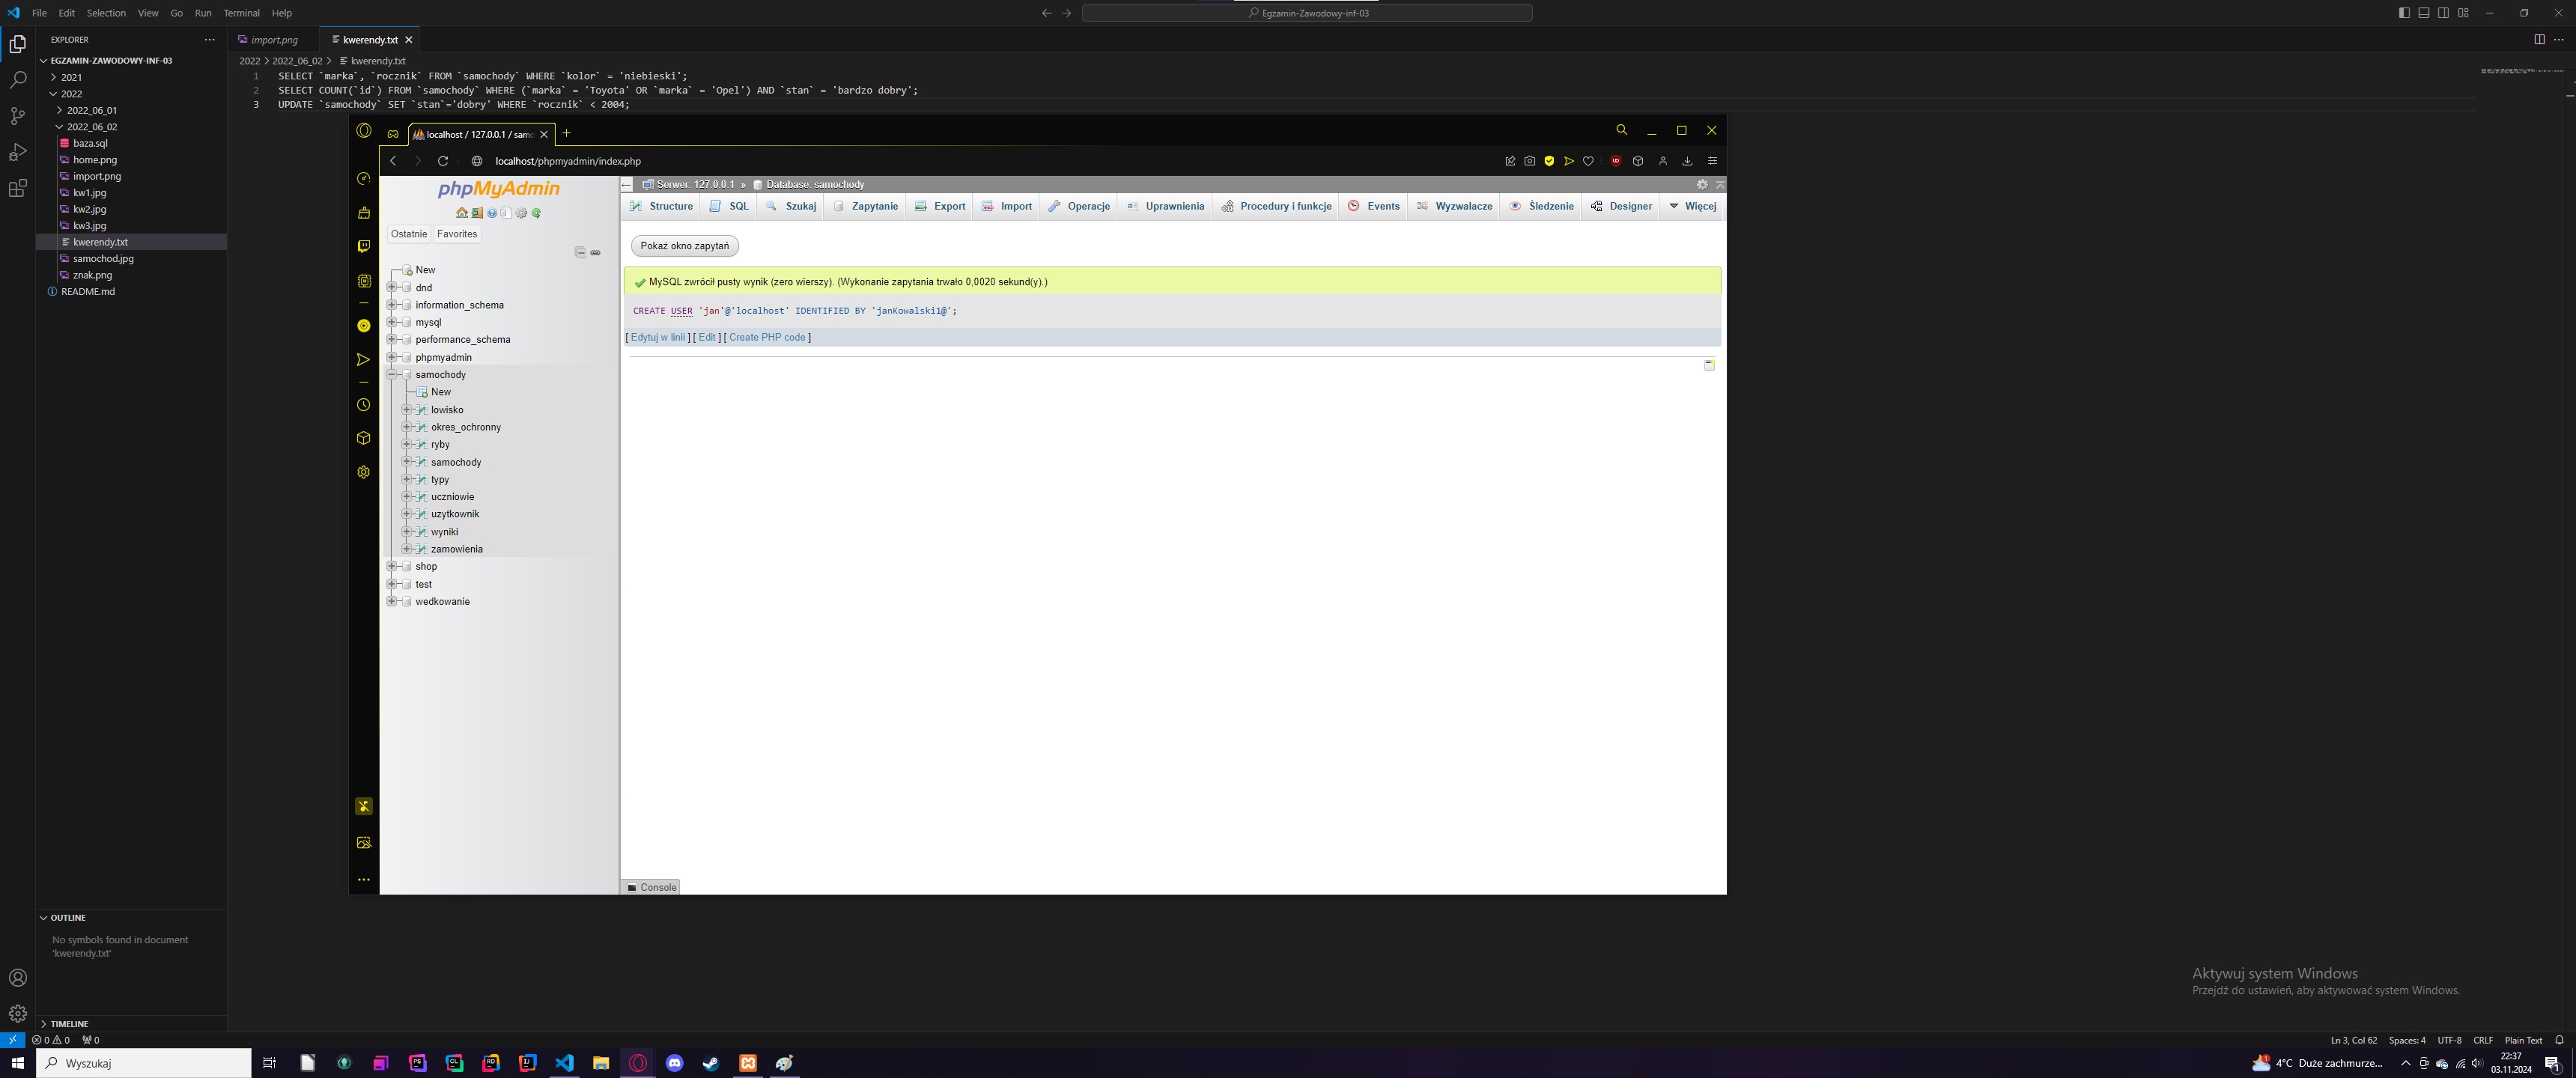 File Edit Selection View Go Run Terminal Help
Egzamin-Zawodowy-inf-03
EXPLORER
EGZAMIN-ZAWODOWY-INF-03
2021
2022
2022_06_01
2022_06_02
baza.sql
home.png
import.png
kw1.jpg
kw2.jpg
kw3.jpg
kwerendy.txt
samochod.jpg
znak.png
README.md
OUTLINE
No symbols found in document
'kwerendy.txt'
TIMELINE
import.png
kwerendy.txt
2022 > 2022_06_02 > kwerendy.txt
1 SELECT `marka`, `rocznik` FROM `samochody` WHERE `kolor` = 'niebieski';
2 SELECT COUNT(`id`) FROM `samochody` WHERE (`marka` = 'Toyota' OR `marka` = 'Opel') AND `stan` = 'bardzo dobry';
3 UPDATE `samochody` SET `stan`='dobry' WHERE `rocznik` < 2004;
localhost / 127.0.0.1 / samo
localhost/phpmyadmin/index.php
phpMyAdmin
Ostatnie Favorites
New
dnd
information_schema
mysql
performance_schema
phpmyadmin
samochody
New
lowisko
okres_ochronny
ryby
samochody
typy
uczniowie
uzytkownik
wyniki
zamowienia
shop
test
wedkowanie
Serwer: 127.0.0.1 » Database: samochody
Structure SQL Szukaj Zapytanie Export Import Operacje Uprawnienia Procedury i funkcje Events Wyzwalacze Śledzenie Designer Więcej
Pokaż okno zapytań
MySQL zwrócił pusty wynik (zero wierszy). (Wykonanie zapytania trwało 0,0020 sekund(y).)
CREATE USER 'jan'@'localhost' IDENTIFIED BY 'janKowalski1@';
[ Edytuj w linii ] [ Edit ] [ Create PHP code ]
Console
Aktywuj system Windows
Przejdź do ustawień, aby aktywować system Windows.
0 0 0
Ln 3, Col 62 Spaces: 4 UTF-8 CRLF Plain Text
Wyszukaj
4°C Duże zachmurze...
22:37
03.11.2024